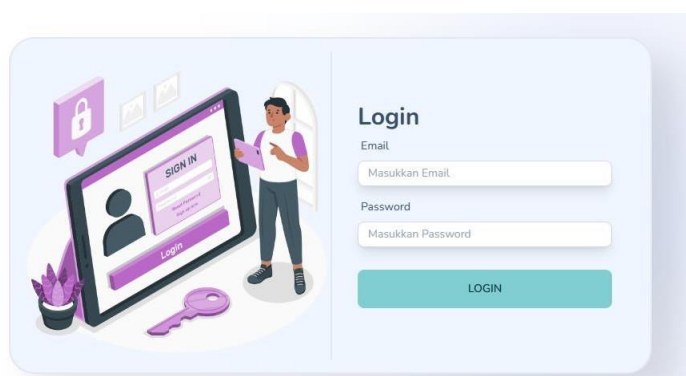 SIGN IN
Login
Login
Email
Masukkan Email
Password
Masukkan Password
LOGIN